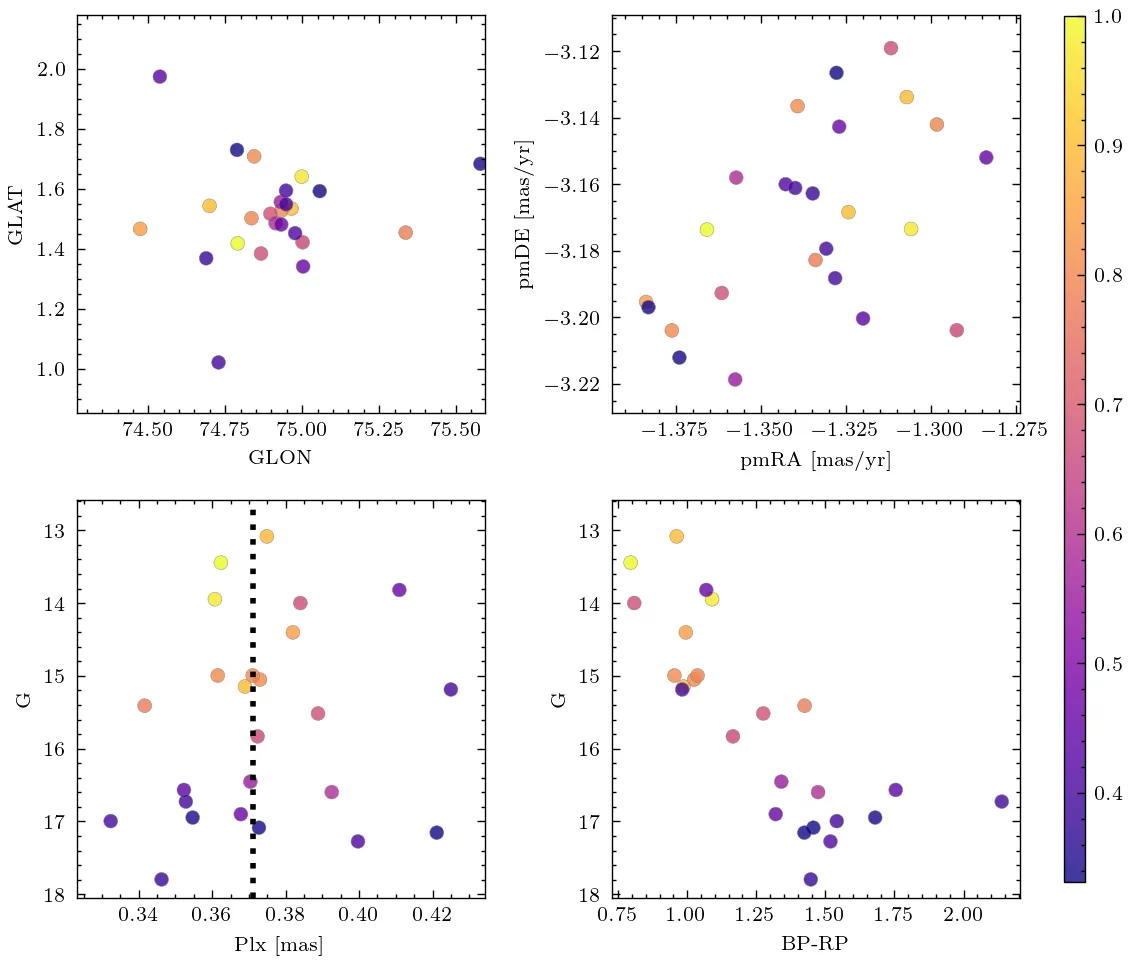 2.0
1.8
1.6
1.4
1.2
1.0
GLAT
74.50 74.75 75.00 75.25 75.50
GLON
−3.12
−3.14
−3.16
−3.18
−3.20
−3.22
pmDE [mas/yr]
−1.375 −1.350 −1.325 −1.300 −1.275
pmRA [mas/yr]
13
14
15
16
17
18
G
0.34 0.36 0.38 0.40 0.42
Plx [mas]
13
14
15
16
17
18
G
0.75 1.00 1.25 1.50 1.75 2.00
BP-RP
1.0
0.9
0.8
0.7
0.6
0.5
0.4